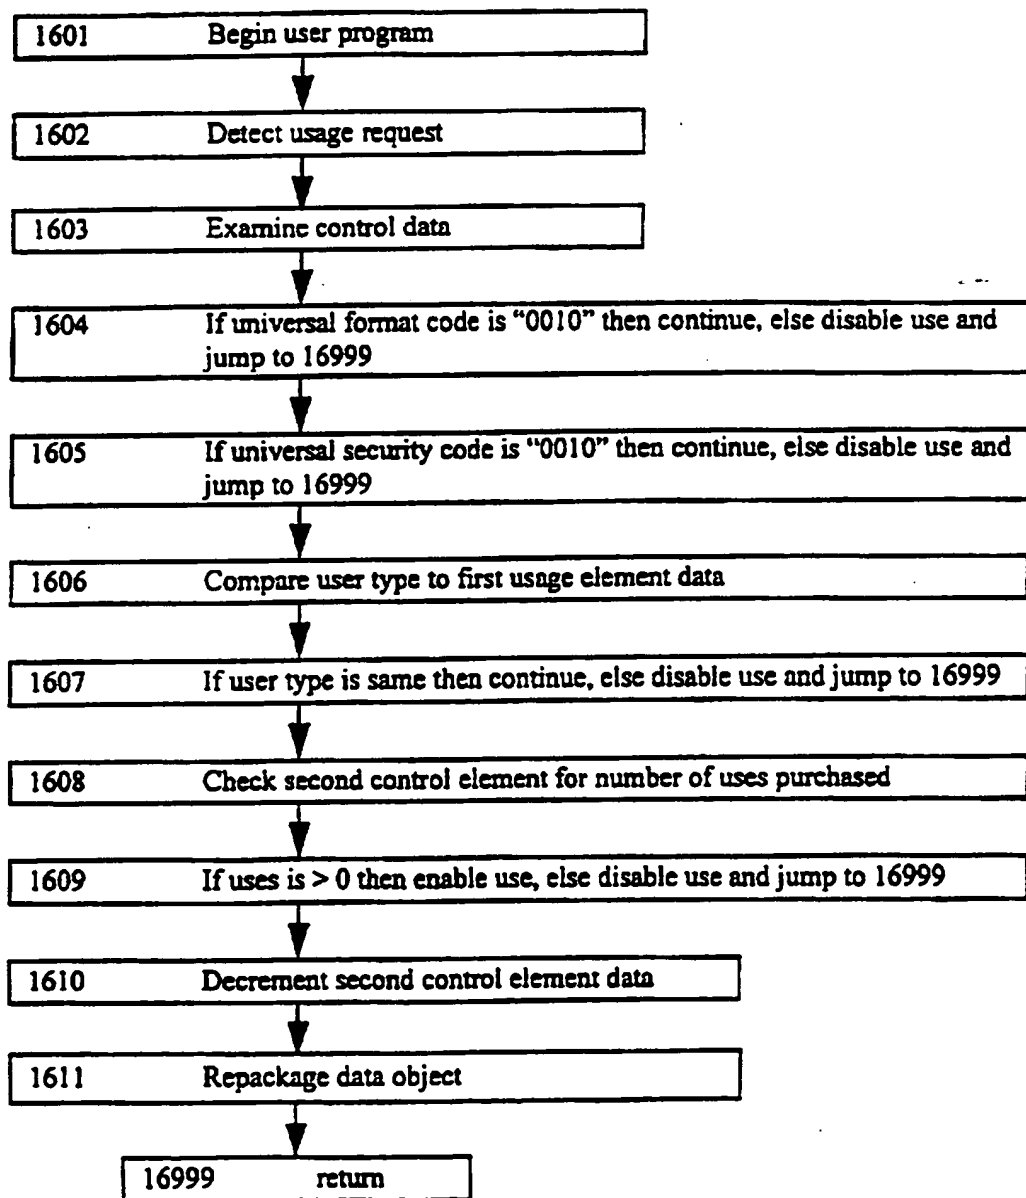 1601 Begin user program
1602 Detect usage request
1603 Examine control data
1604 If universal format code is “0010” then continue, else disable use and
jump to 16999
1605 If universal security code is “0010” then continue, else disable use and
jump to 16999
1606 Compare user type to first usage element data
1607 If user type is same then continue, else disable use and jump to 16999
1608 Check second control element for number of uses purchased
1609 If uses is > 0 then enable use, else disable use and jump to 16999
1610 Decrement second control element data
1611 Repackage data object
16999 return